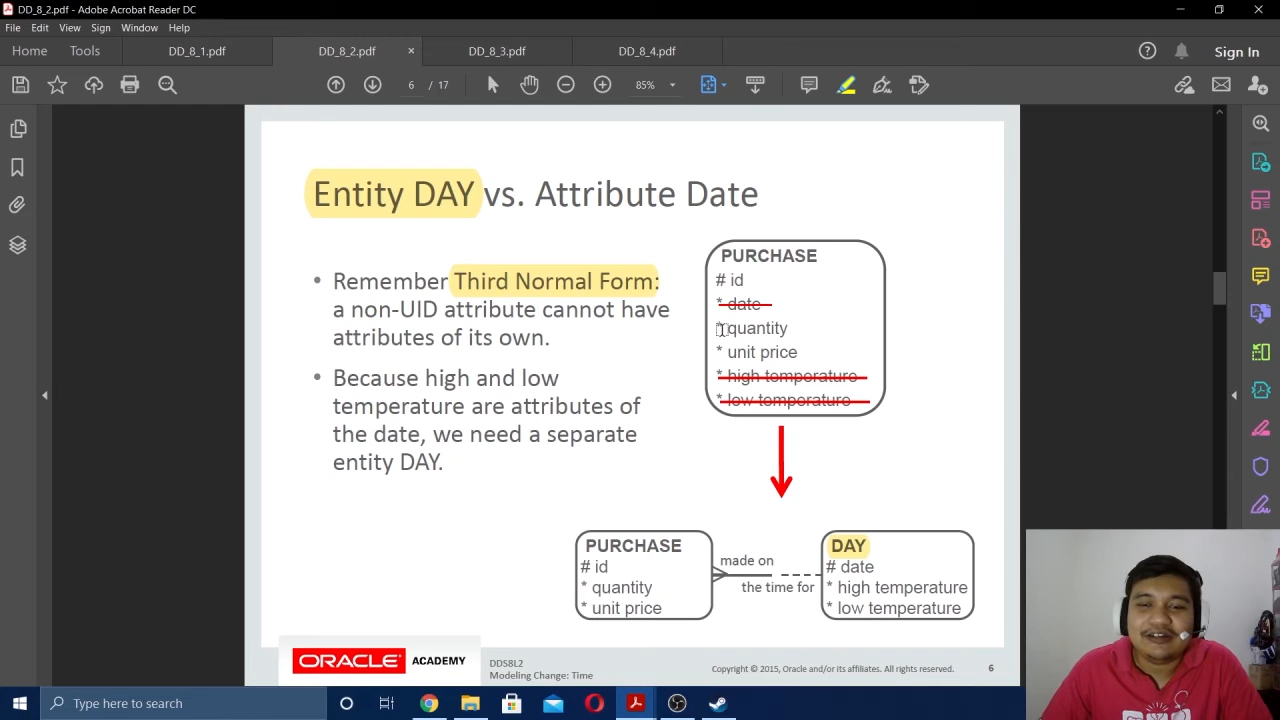 DD_8_2.pdf - Adobe Acrobat Reader DC
File Edit View Sign Window Help
Home Tools DD_8_1.pdf DD_8_2.pdf × DD_8_3.pdf DD_8_4.pdf Sign In
6 / 17 85%
Entity DAY vs. Attribute Date
• Remember Third Normal Form:
a non-UID attribute cannot have
attributes of its own.
• Because high and low
temperature are attributes of
the date, we need a separate
entity DAY.
PURCHASE
# id
* date
* quantity
* unit price
* high temperature
* low temperature
PURCHASE
# id
* quantity
* unit price
made on
the time for
DAY
# date
* high temperature
* low temperature
ORACLE ACADEMY
DDS8L2
Modeling Change: Time
Copyright © 2015, Oracle and/or its affiliates. All rights reserved.
6
Type here to search